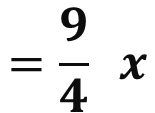 = 9/4 x